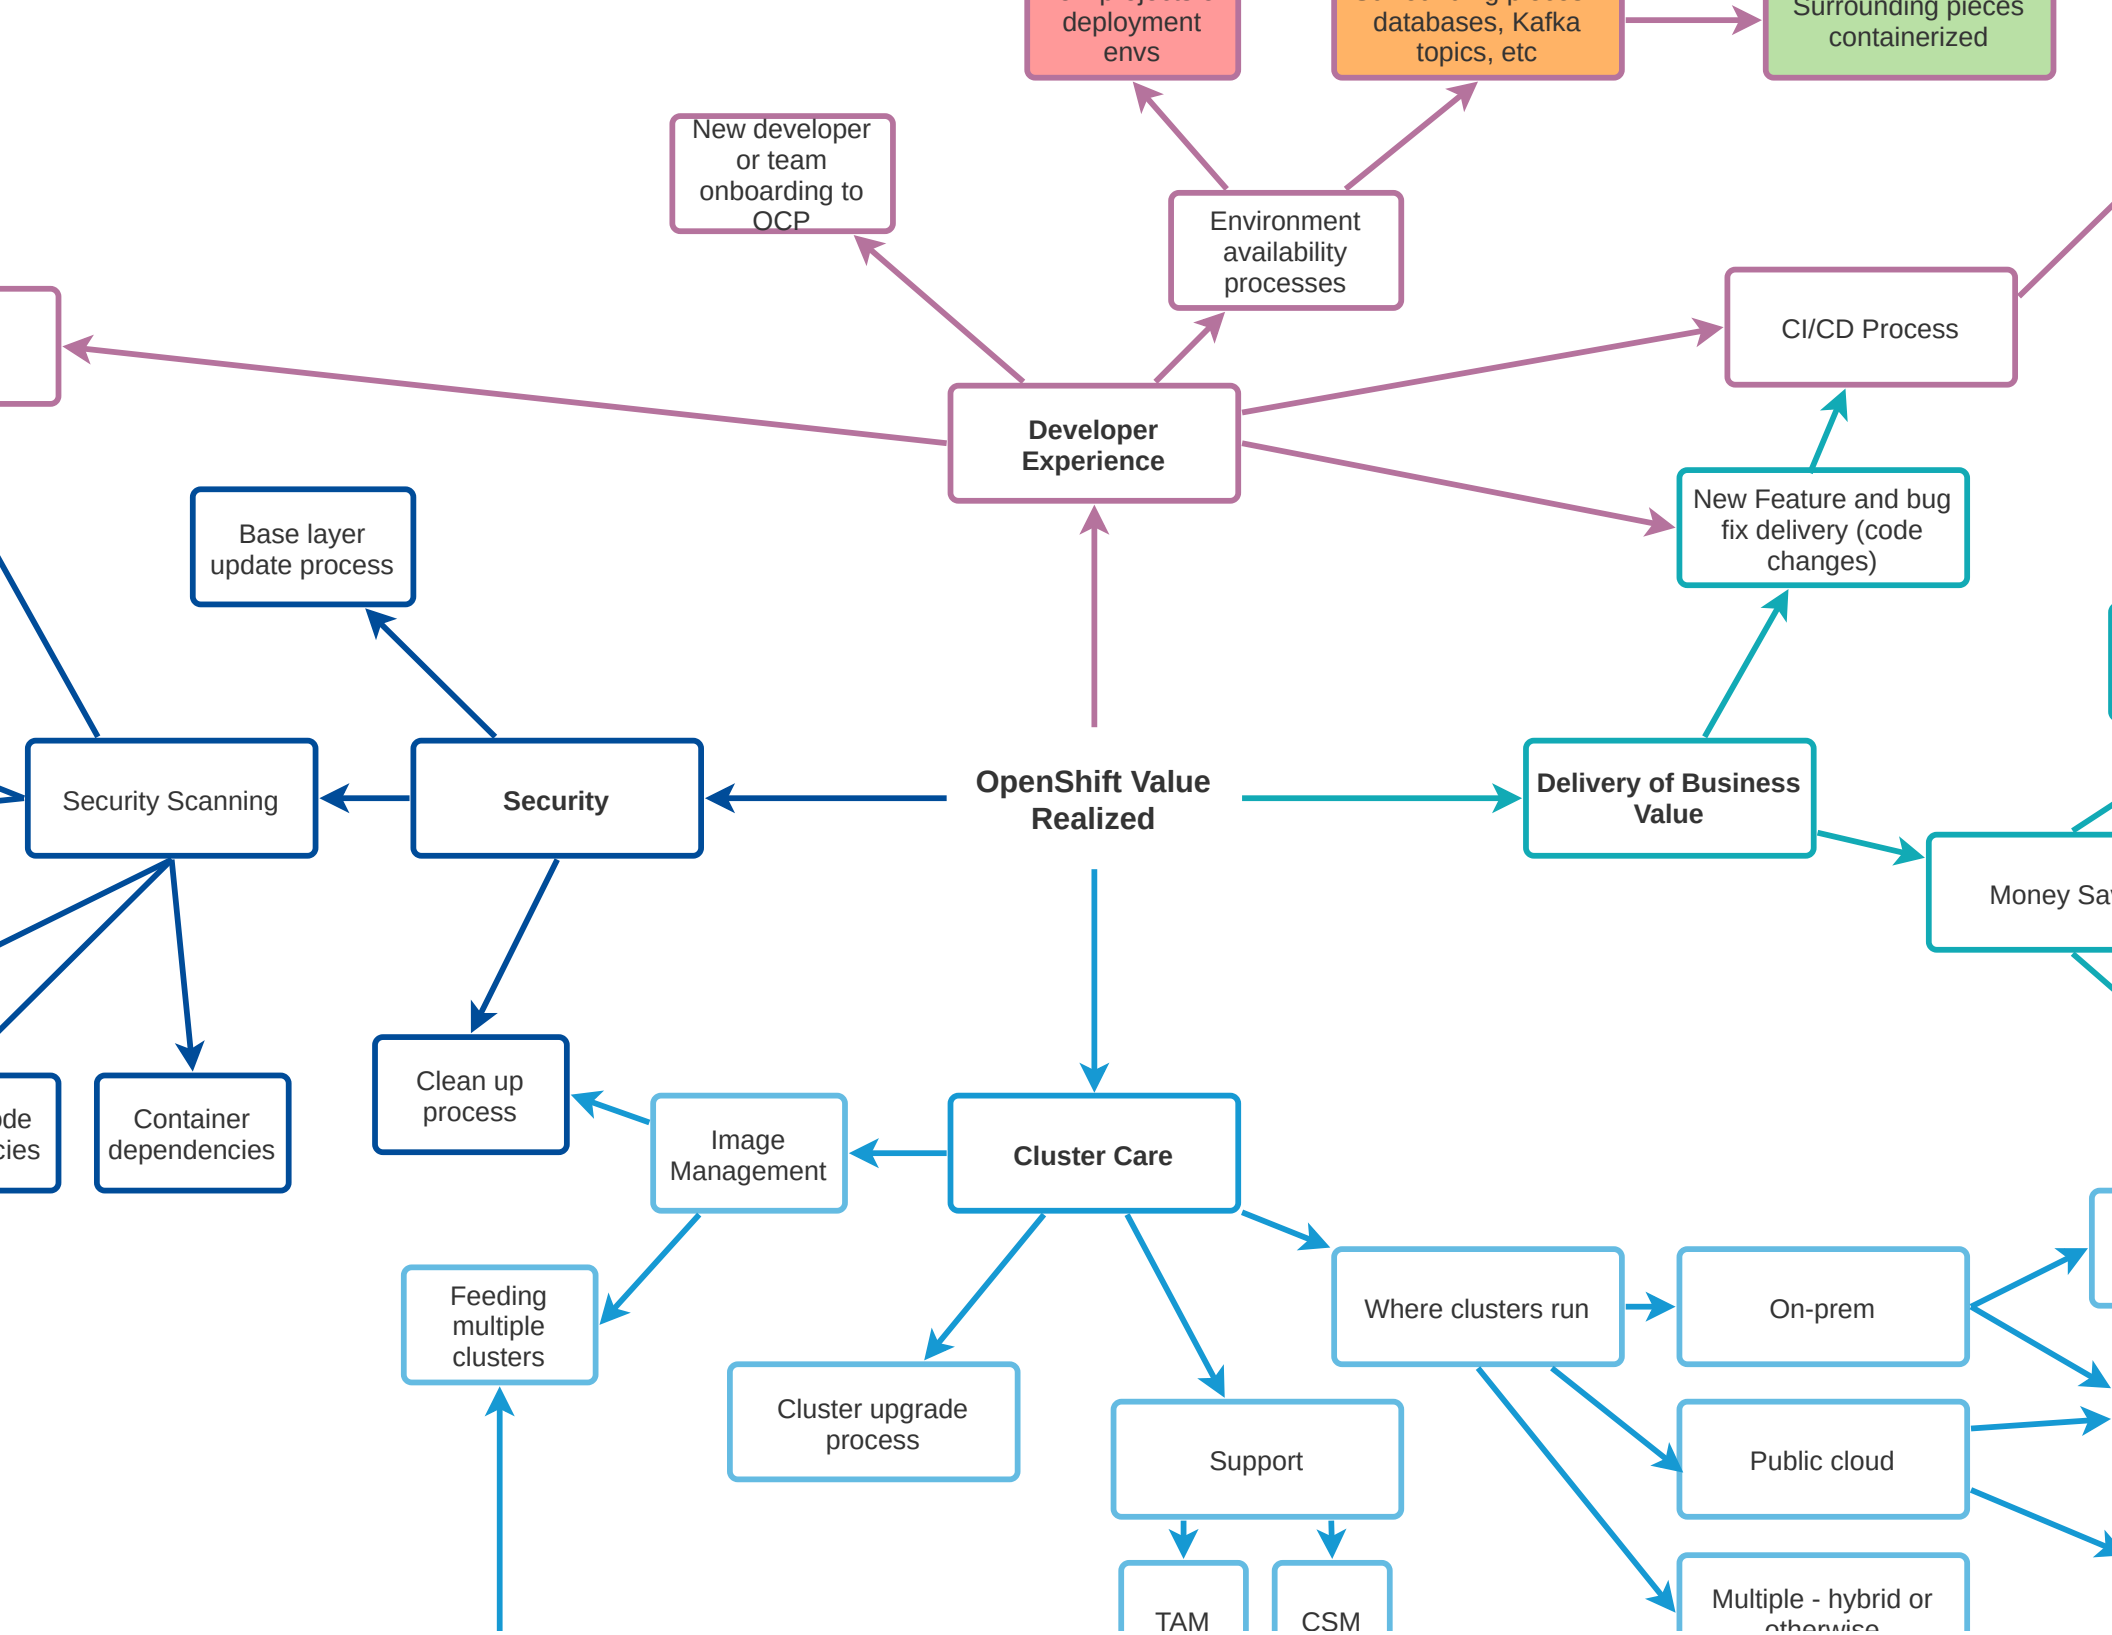 deployment
envs
databases, Kafka
topics, etc
Surrounding pieces
containerized
New developer
or team
onboarding to
OCP
Environment
availability
processes
CI/CD Process
Developer
Experience
New Feature and bug
fix delivery (code
changes)
Base layer
update process
Security Scanning
Security
OpenShift Value
Realized
Delivery of Business
Value
Money
Clean up
process
Container
dependencies
Image
Management
Cluster Care
Feeding
multiple
clusters
Where clusters run
On-prem
Cluster upgrade
process
Support
Public cloud
TAM
CSM
Multiple - hybrid or
otherwise